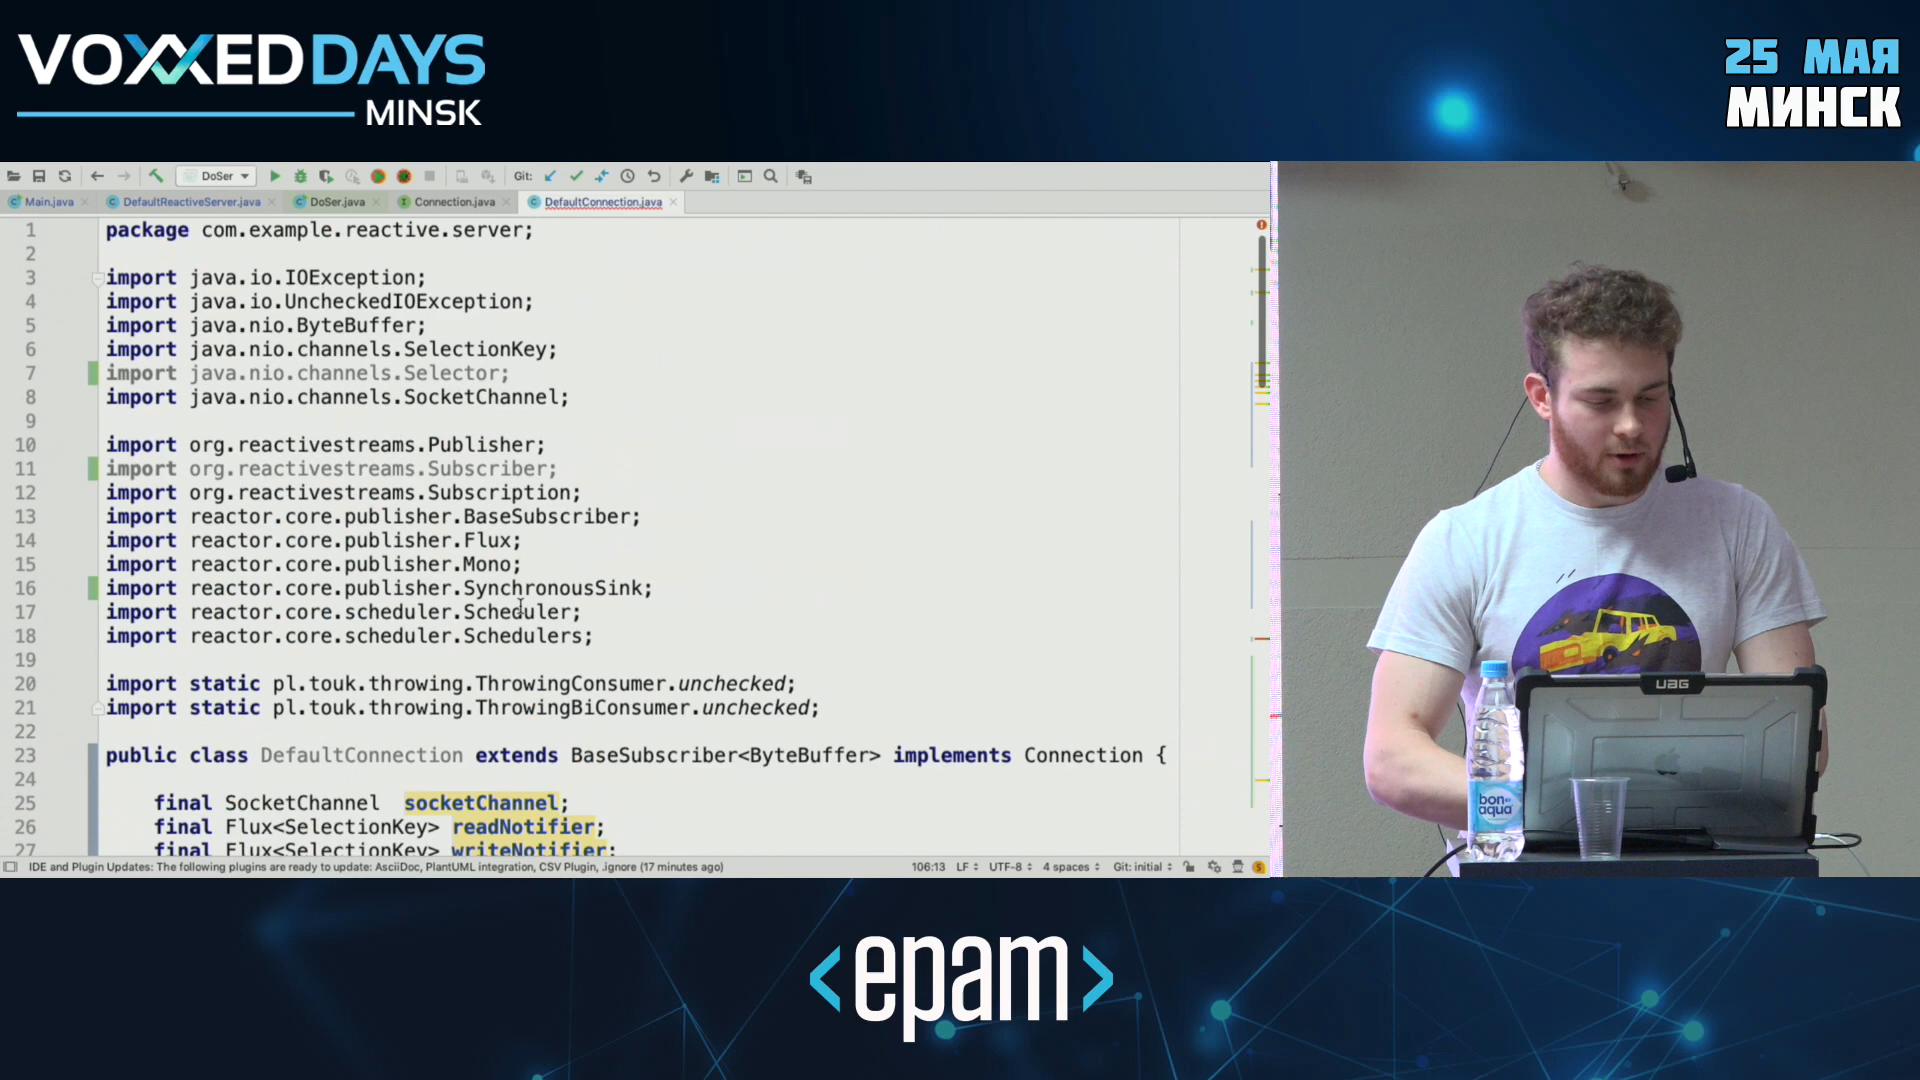 VOXXEDDAYS
MINSK
25 МАЯ
МИНСК
DoSer
Git:
Main.java
DefaultReactiveServer.java
DoSer.java
Connection.java
DefaultConnection.java
1 package com.example.reactive.server;
2
3 import java.io.IOException;
4 import java.io.UncheckedIOException;
5 import java.nio.ByteBuffer;
6 import java.nio.channels.SelectionKey;
7 import java.nio.channels.Selector;
8 import java.nio.channels.SocketChannel;
9
10 import org.reactivestreams.Publisher;
11 import org.reactivestreams.Subscriber;
12 import org.reactivestreams.Subscription;
13 import reactor.core.publisher.BaseSubscriber;
14 import reactor.core.publisher.Flux;
15 import reactor.core.publisher.Mono;
16 import reactor.core.publisher.SynchronousSink;
17 import reactor.core.scheduler.Scheduler;
18 import reactor.core.scheduler.Schedulers;
19
20 import static pl.touk.throwing.ThrowingConsumer.unchecked;
21 import static pl.touk.throwing.ThrowingBiConsumer.unchecked;
22
23 public class DefaultConnection extends BaseSubscriber<ByteBuffer> implements Connection {
24
25 final SocketChannel socketChannel;
26 final Flux<SelectionKey> readNotifier;
27 final Flux<SelectionKey> writeNotifier;
IDE and Plugin Updates: The following plugins are ready to update: AsciiDoc, PlantUML integration, CSV Plugin, .ignore (17 minutes ago)
106:13 LF UTF-8 4 spaces Git: initial
UAG
bon aqua
<epam>